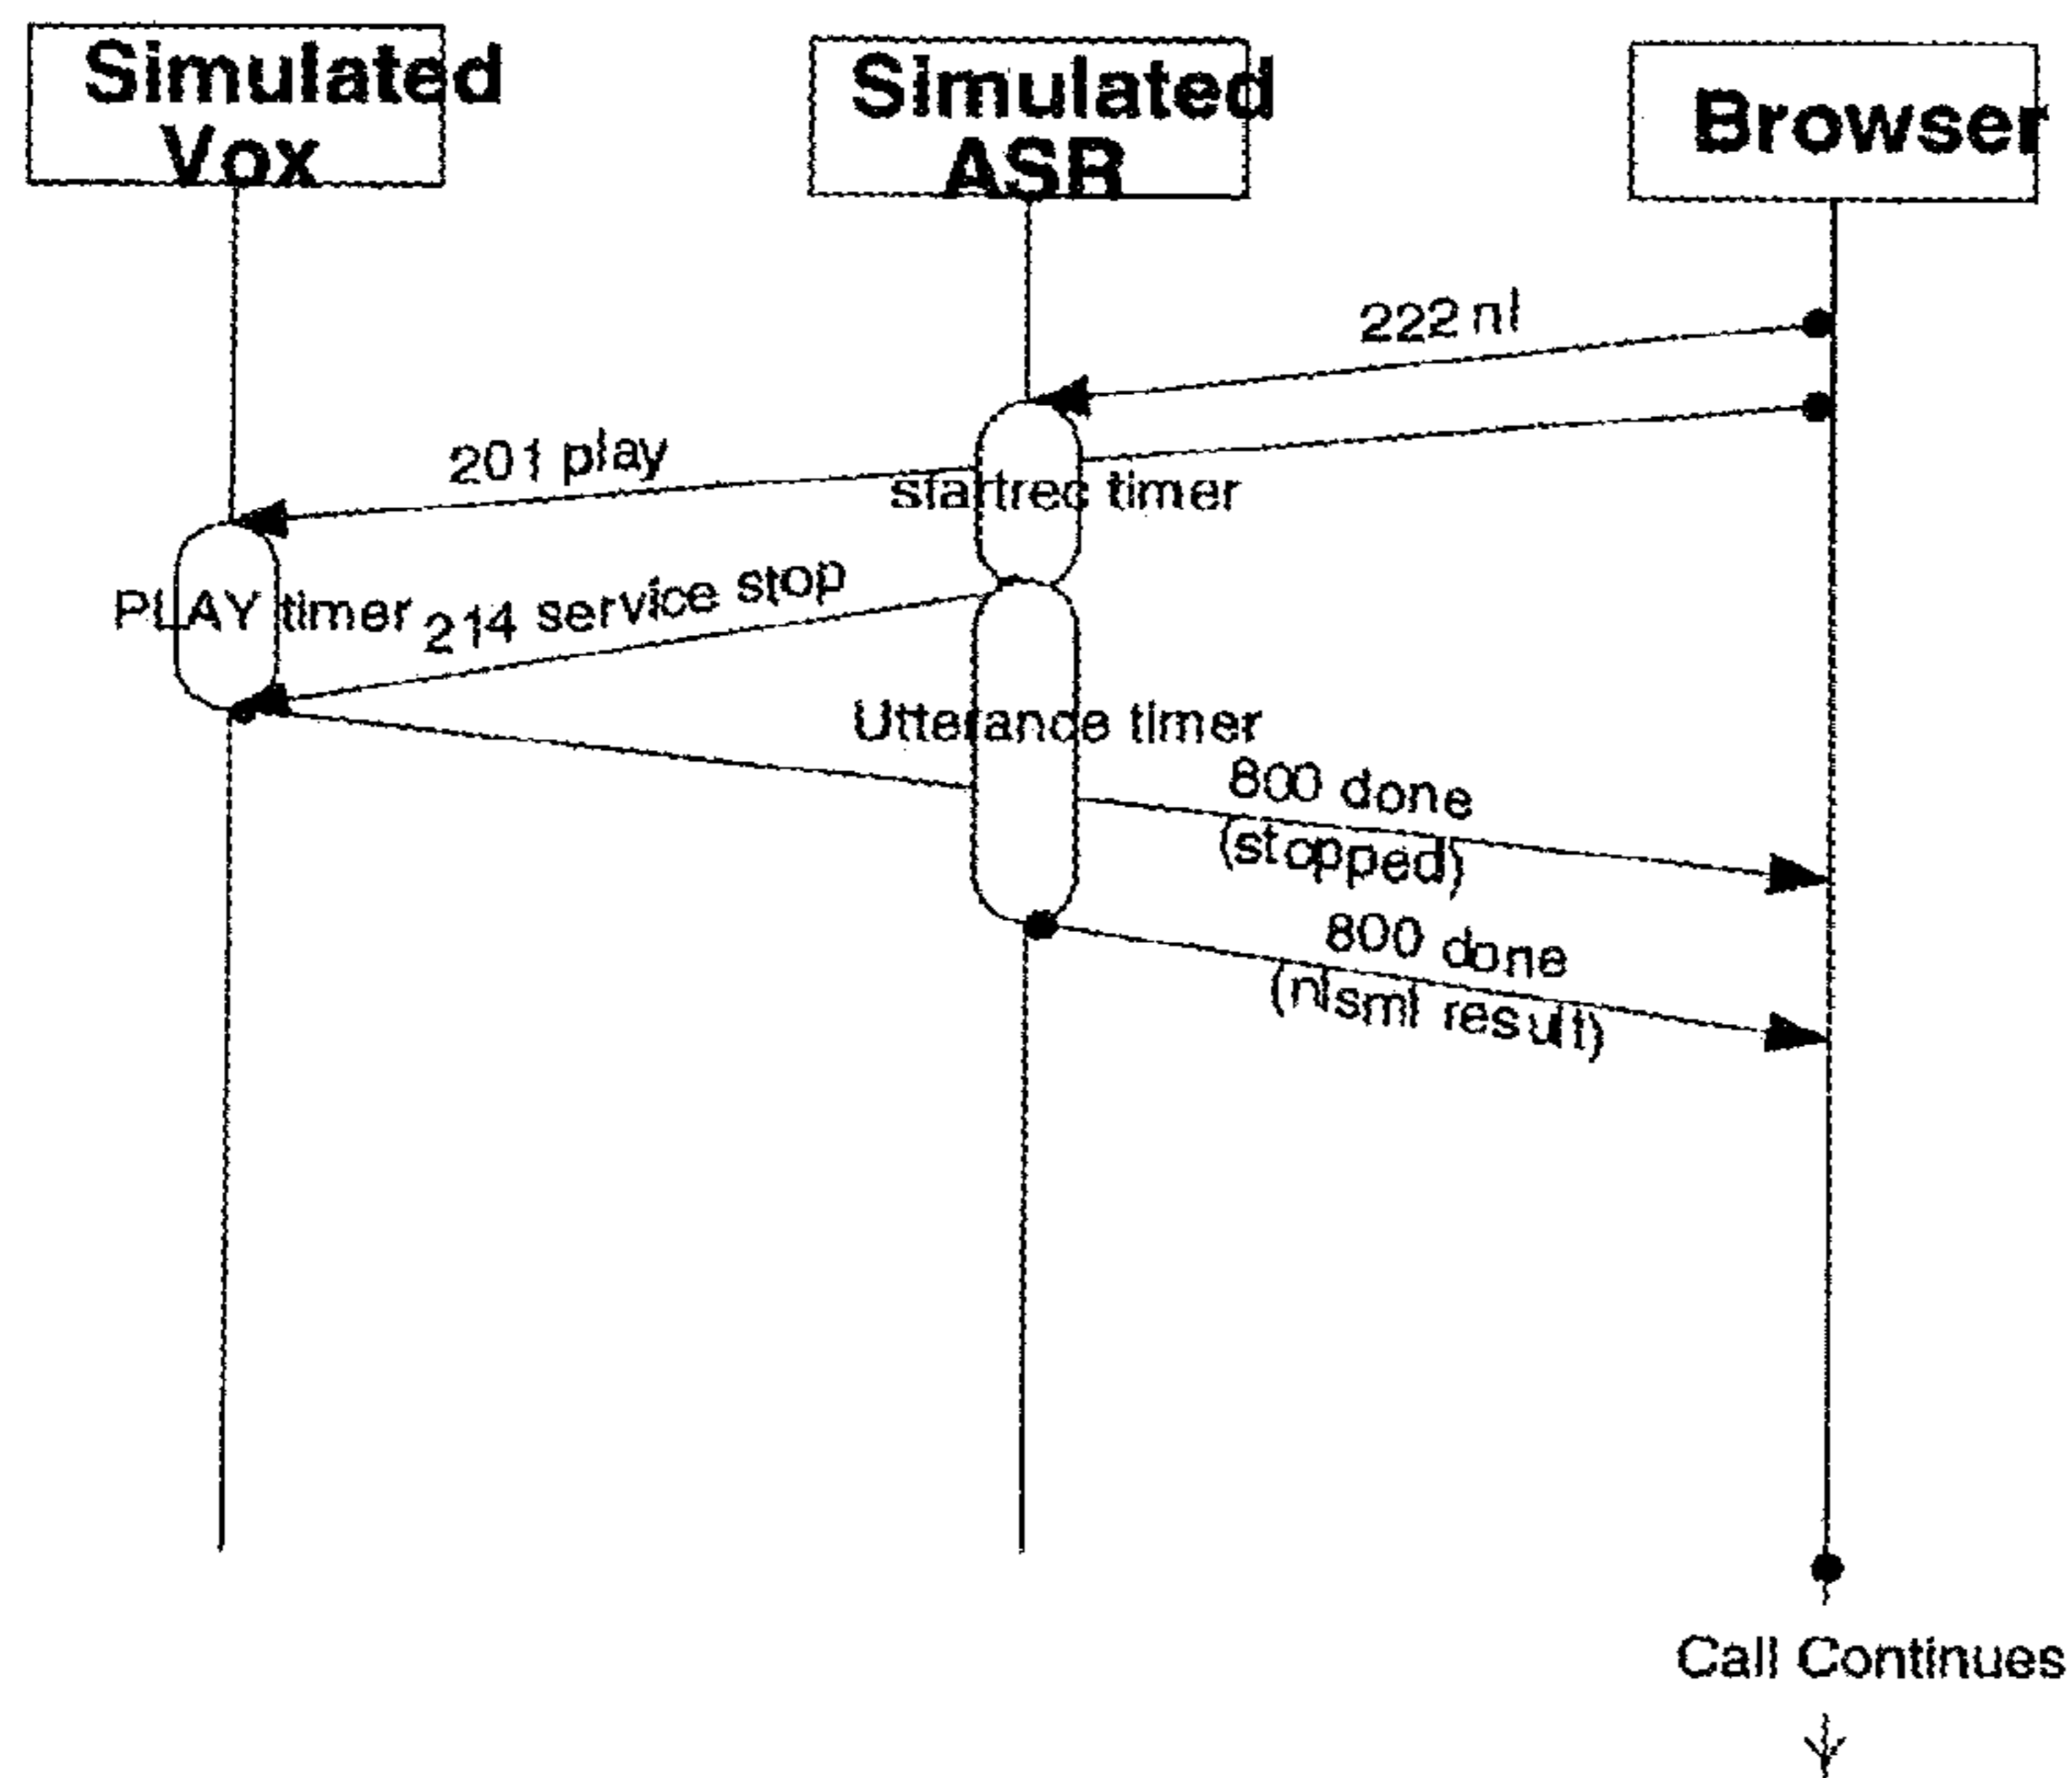 Simulated
Vox
Simulated
ASR
Browser
222 nl
201 play
startrec timer
PLAY timer
214 service stop
Utterance timer
800 done
(stopped)
800 done
(nlsml result)
Call Continues